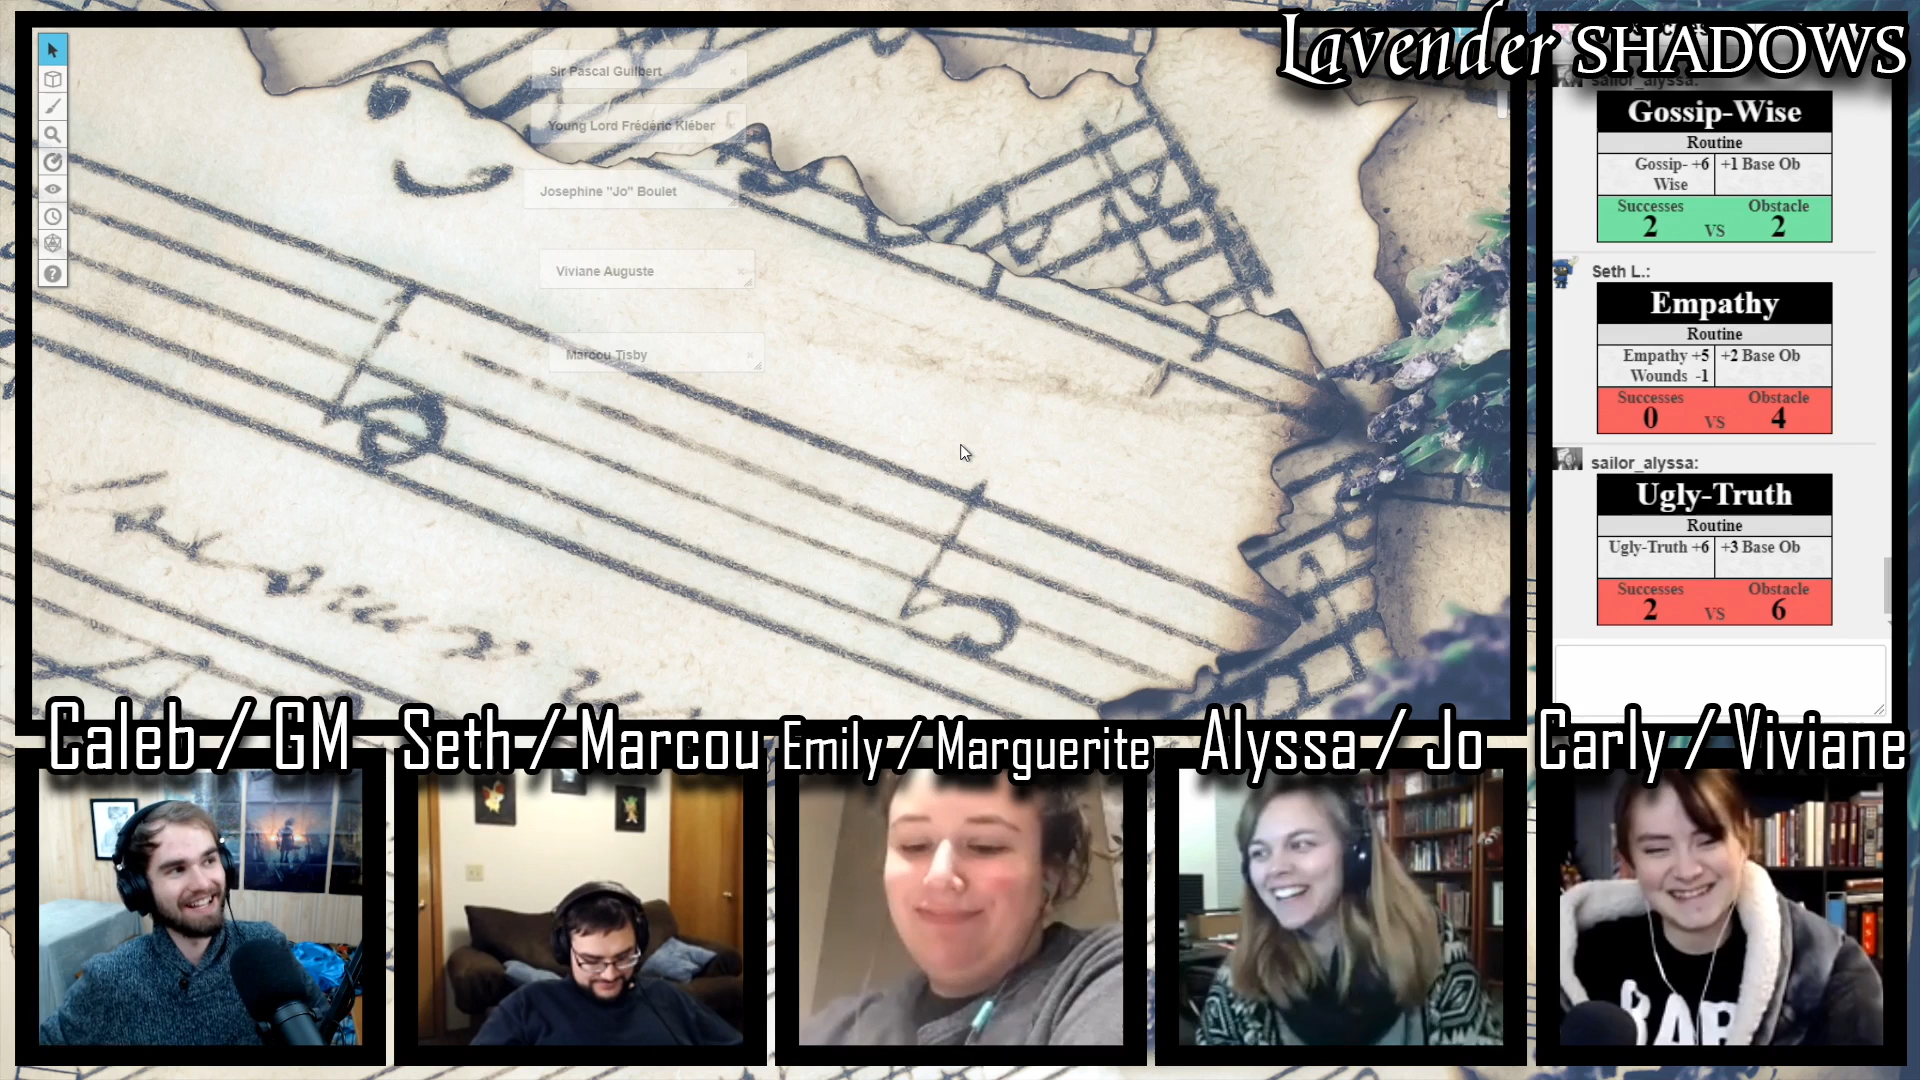 Lavender SHADOWS
Sir Pascal Guilbert
Young Lord Frédéric Kléber
Josephine "Jo" Boulet
Viviane Auguste
Marcou Tisby
sailor_alyssa:
Gossip-Wise
Routine
Gossip- +6 +1 Base Ob
Wise
Successes Obstacle
2 VS 2
Seth L.:
Empathy
Routine
Empathy +5 +2 Base Ob
Wounds -1
Successes Obstacle
0 VS 4
sailor_alyssa:
Ugly-Truth
Routine
Ugly-Truth +6 +3 Base Ob
Successes Obstacle
2 VS 6
Caleb / GM
Seth / Marcou
Emily / Marguerite
Alyssa / Jo
Carly / Viviane